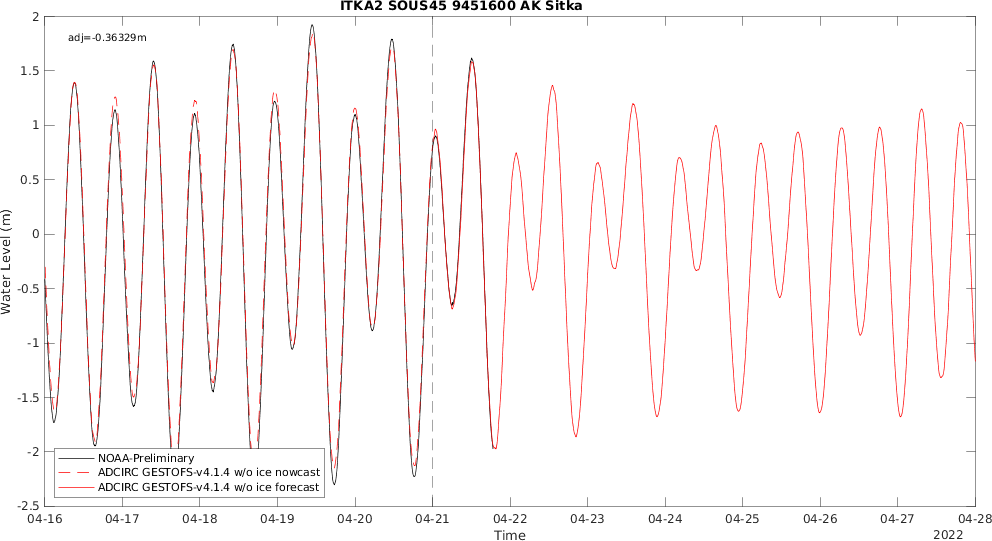 ITKA2 SOUS45 9451600 AK Sitka
adj=-0.36329m
Water Level (m)
2
1.5
1
0.5
0
-0.5
-1
-1.5
-2
-2.5
NOAA-Preliminary
ADCIRC GESTOFS-v4.1.4 w/o ice nowcast
ADCIRC GESTOFS-v4.1.4 w/o ice forecast
04-16 04-17 04-18 04-19 04-20 04-21 04-22 04-23 04-24 04-25 04-26 04-27 04-28
Time
2022